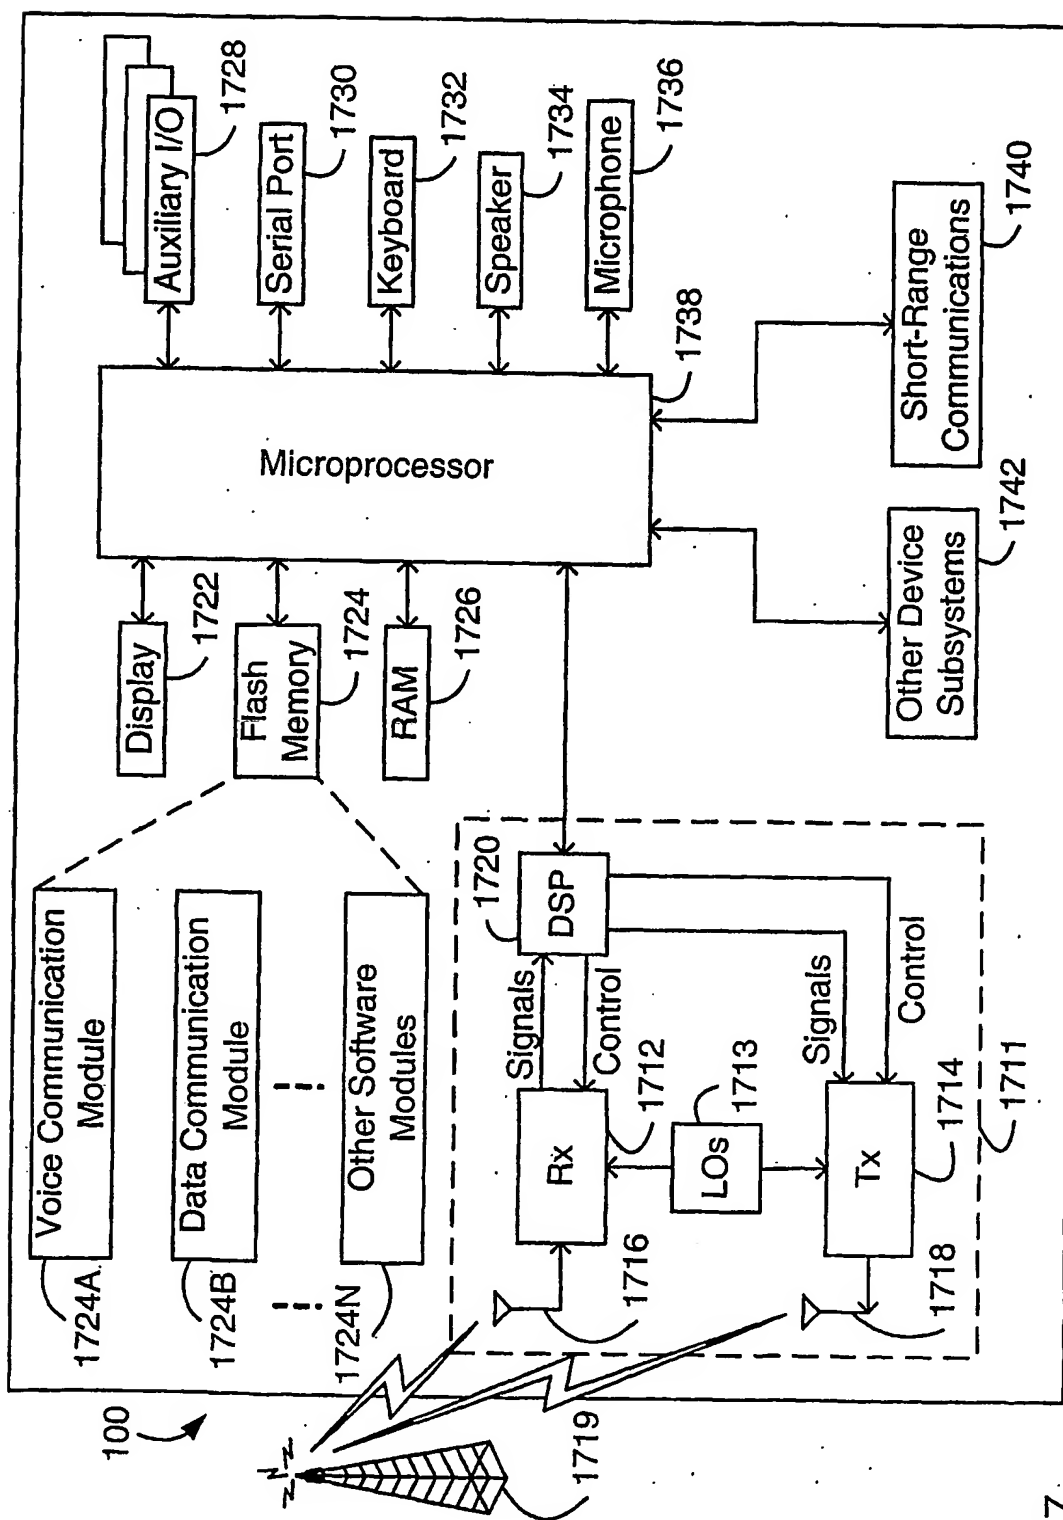 100
1719
Voice Communication
Module
1724A
Data Communication
Module
1724B
Other Software
Modules
1724N
Display
1722
Flash
Memory
1724
RAM
1726
Microprocessor
1738
Auxiliary I/O
1728
Serial Port
1730
Keyboard
1732
Speaker
1734
Microphone
1736
Short-Range
Communications
1740
Other Device
Subsystems
1742
1720
DSP
Signals
Control
Rx
1712
1716
LOs
1713
Signals
Control
Tx
1714
1718
1711
7